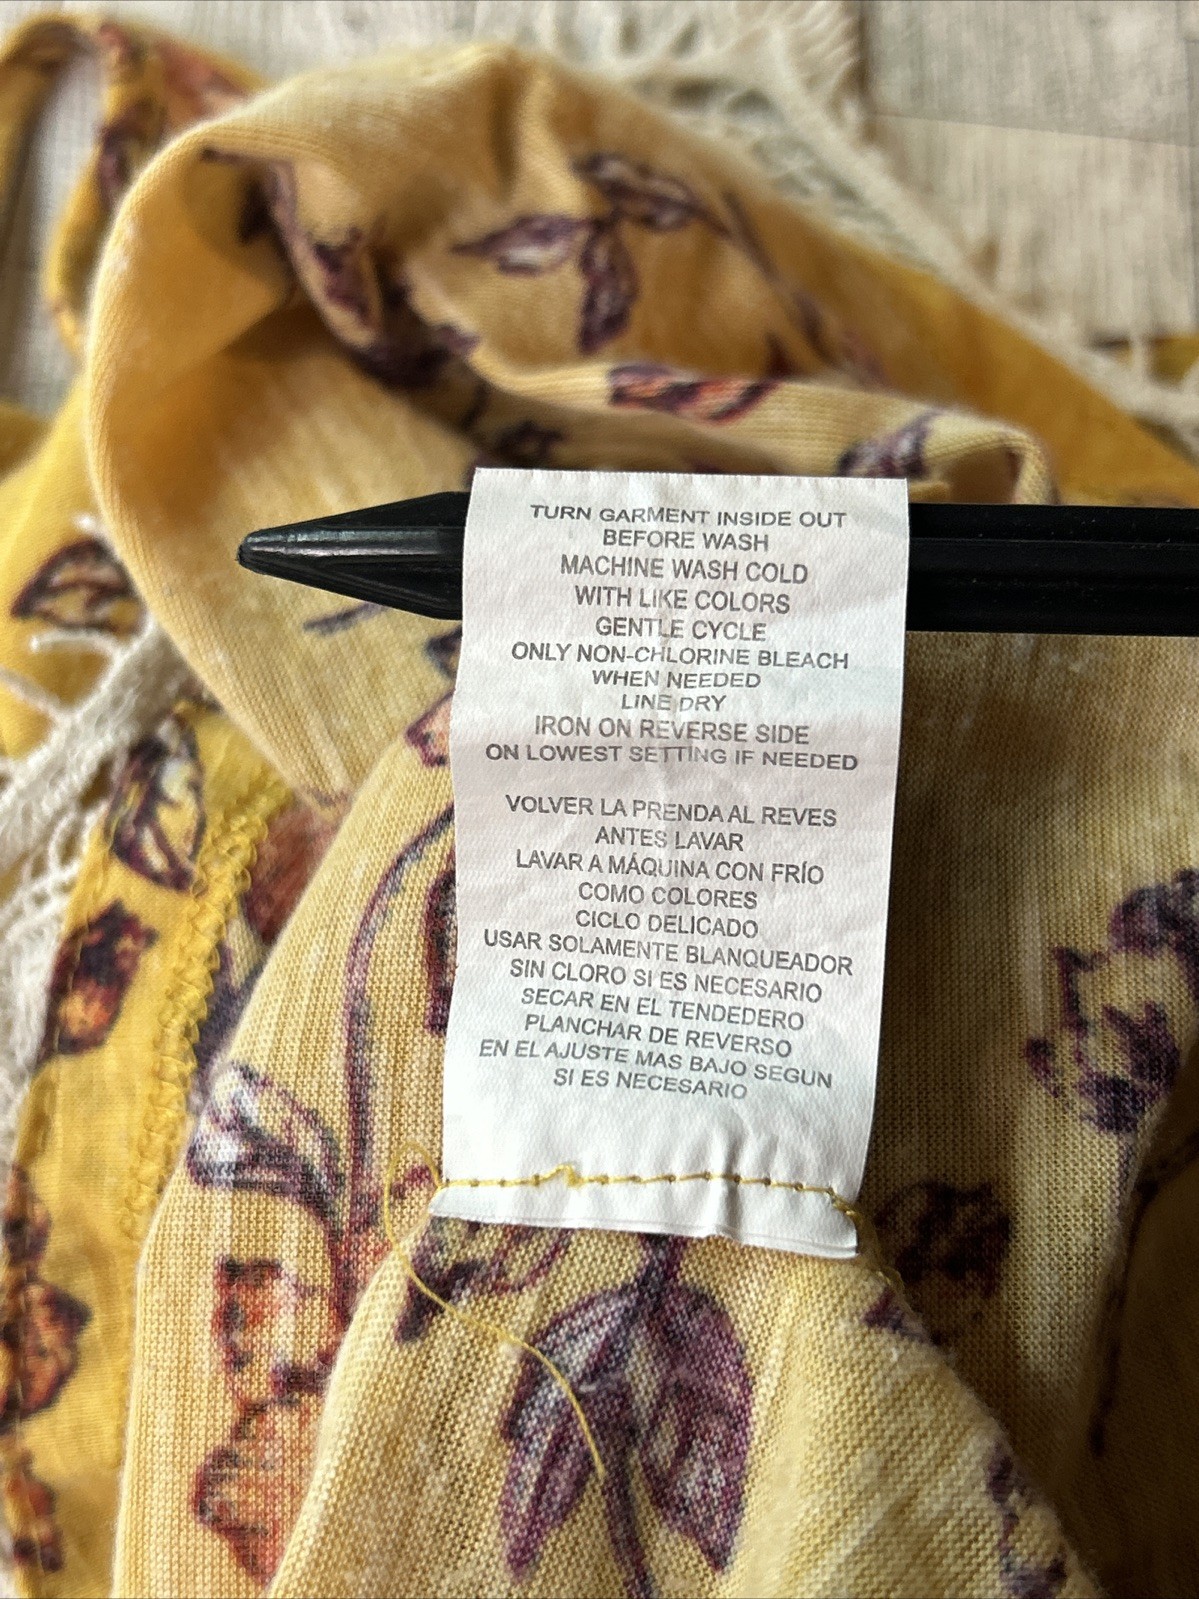 TURN GARMENT INSIDE OUT
BEFORE WASH
MACHINE WASH COLD
WITH LIKE COLORS
GENTLE CYCLE
ONLY NON-CHLORINE BLEACH
WHEN NEEDED
LINE DRY
IRON ON REVERSE SIDE
ON LOWEST SETTING IF NEEDED
VOLVER LA PRENDA AL REVES
ANTES LAVAR
LAVAR A MÁQUINA CON FRÍO
COMO COLORES
CICLO DELICADO
USAR SOLAMENTE BLANQUEADOR
SIN CLORO SI ES NECESARIO
SECAR EN EL TENDEDERO
PLANCHAR DE REVERSO
EN EL AJUSTE MAS BAJO SEGUN
SI ES NECESARIO